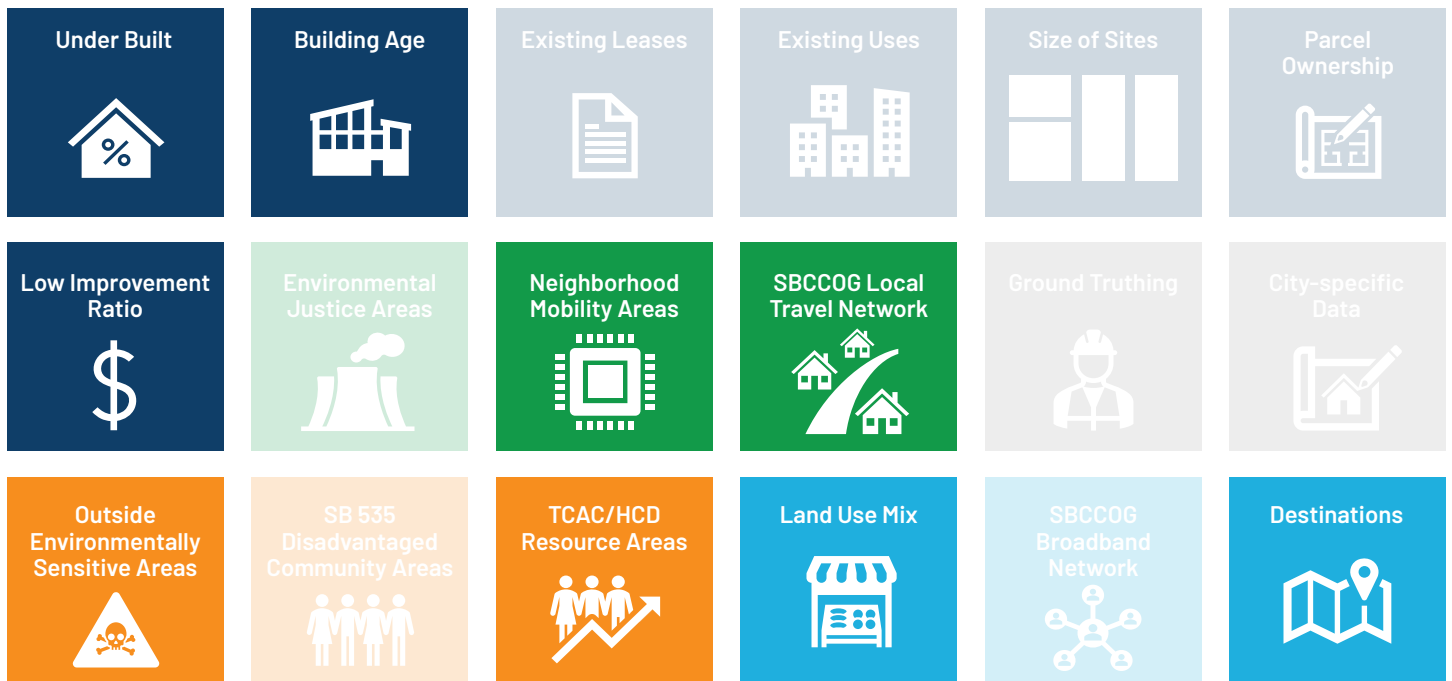 Under Built
Building Age
Existing Leases
Existing Uses
Size of Sites
Parcel
Ownership
%
Low Improvement
Ratio
$
Environmental
Justice Areas
Neighborhood
Mobility Areas
SBCCOG Local
Travel Network
Ground Truthing
City-specific
Data
Outside
Environmentally
Sensitive Areas
SB 535
Disadvantaged
Community Areas
TCAC/HCD
Resource Areas
Land Use Mix
SBCCOG
Broadband
Network
Destinations